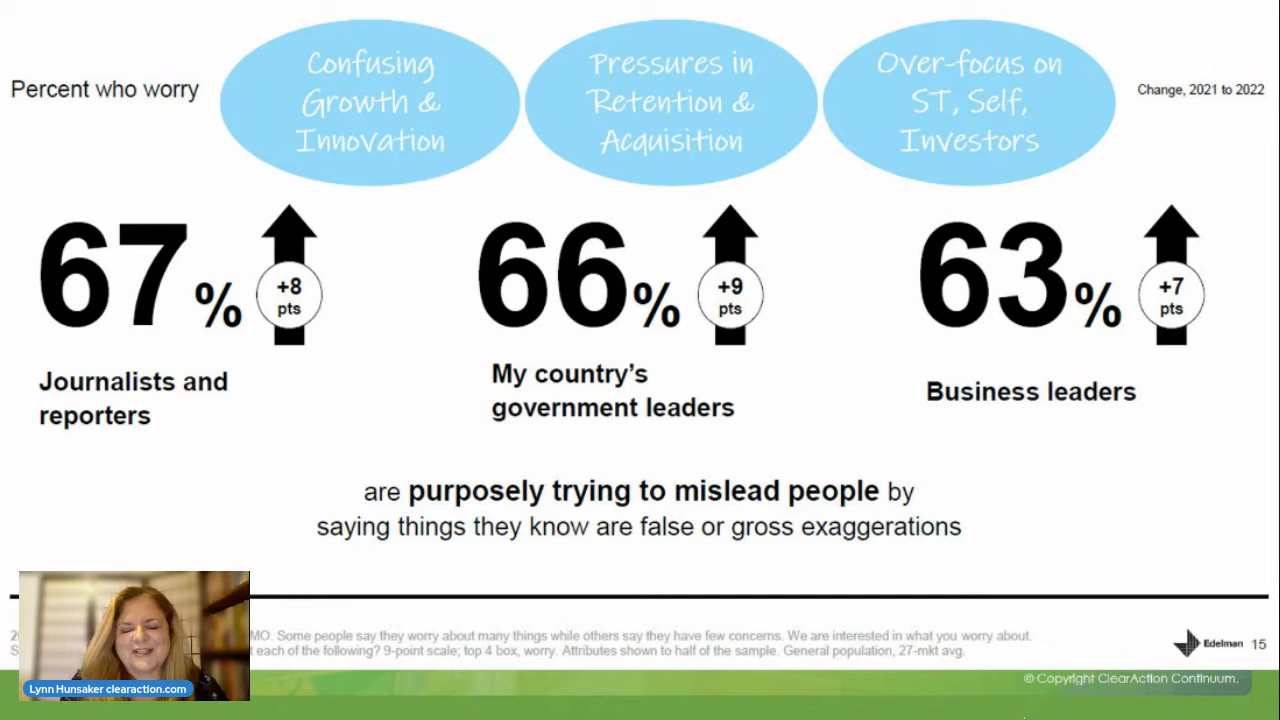 Percent who worry
Confusing
Growth &
Innovation
Pressures in
Retention &
Acquisition
Over-focus on
ST, Self,
Investors
Change, 2021 to 2022
67%
+8
pts
Journalists and
reporters
66%
+9
pts
My country's
government leaders
63%
+7
pts
Business leaders
are purposely trying to mislead people by
saying things they know are false or gross exaggerations
MO. Some people say they worry about many things while others say they have few concerns. We are interested in what you worry about.
each of the following? 9-point scale; top 4 box, worry. Attributes shown to half of the sample. General population, 27-mkt avg.
Edelman 15
Lynn Hunsaker clearaction.com
© Copyright ClearAction Continuum.